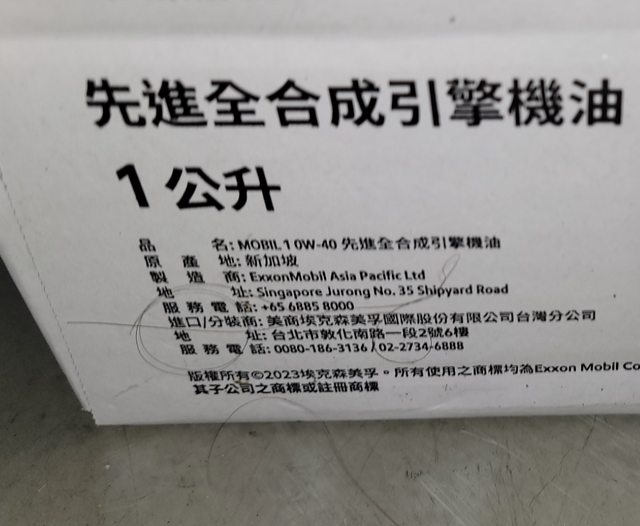 先進全合成引擎機油
1公升
品 名: MOBIL 1 0W-40 先進全合成引擎機油
原 產 地: 新加坡
製 造 商: ExxonMobil Asia Pacific Ltd
地 址: Singapore Jurong No. 35 Shipyard Road
服 務 電 話: +65 6885 8000
進口/分裝商: 美商埃克森美孚國際股份有限公司台灣分公司
地 址: 台北市敦化南路一段2號6樓
服 務 電 話: 0080-186-3136 / 02-2734-6888
版權所有©2023埃克森美孚。所有使用之商標均為Exxon Mobil Co
其子公司之商標或註冊商標